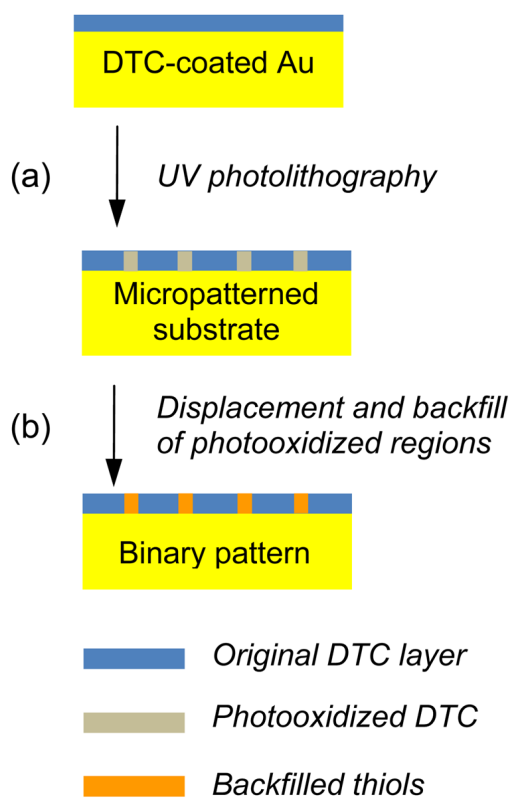 DTC-coated Au
(a)
UV photolithography
Micropatterned
substrate
(b)
Displacement and backfill
of photooxidized regions
Binary pattern
Original DTC layer
Photooxidized DTC
Backfilled thiols